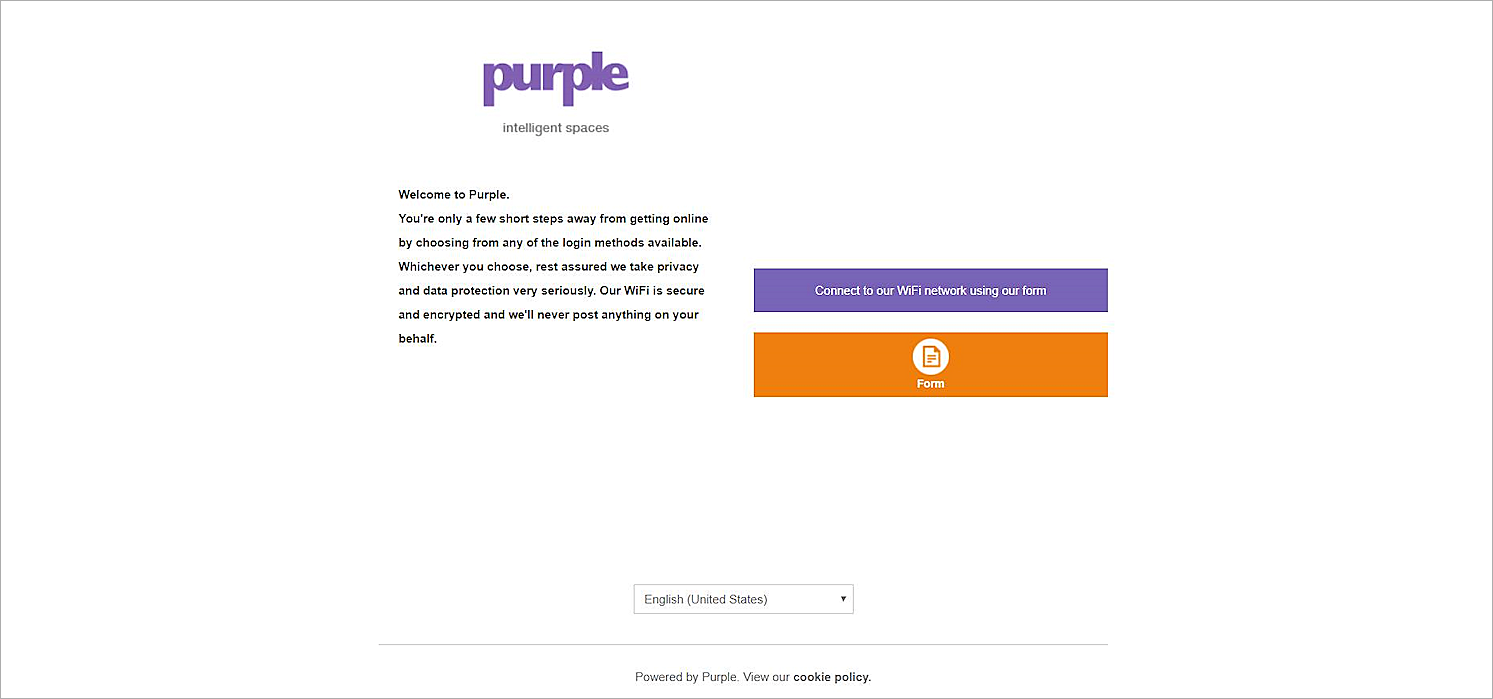 purple
intelligent spaces
Welcome to Purple.
You're only a few short steps away from getting online
by choosing from any of the login methods available.
Whichever you choose, rest assured we take privacy
and data protection very seriously. Our WiFi is secure
and encrypted and we'll never post anything on your
behalf.
Connect to our WiFi network using our form
Form
English (United States)
Powered by Purple. View our cookie policy.